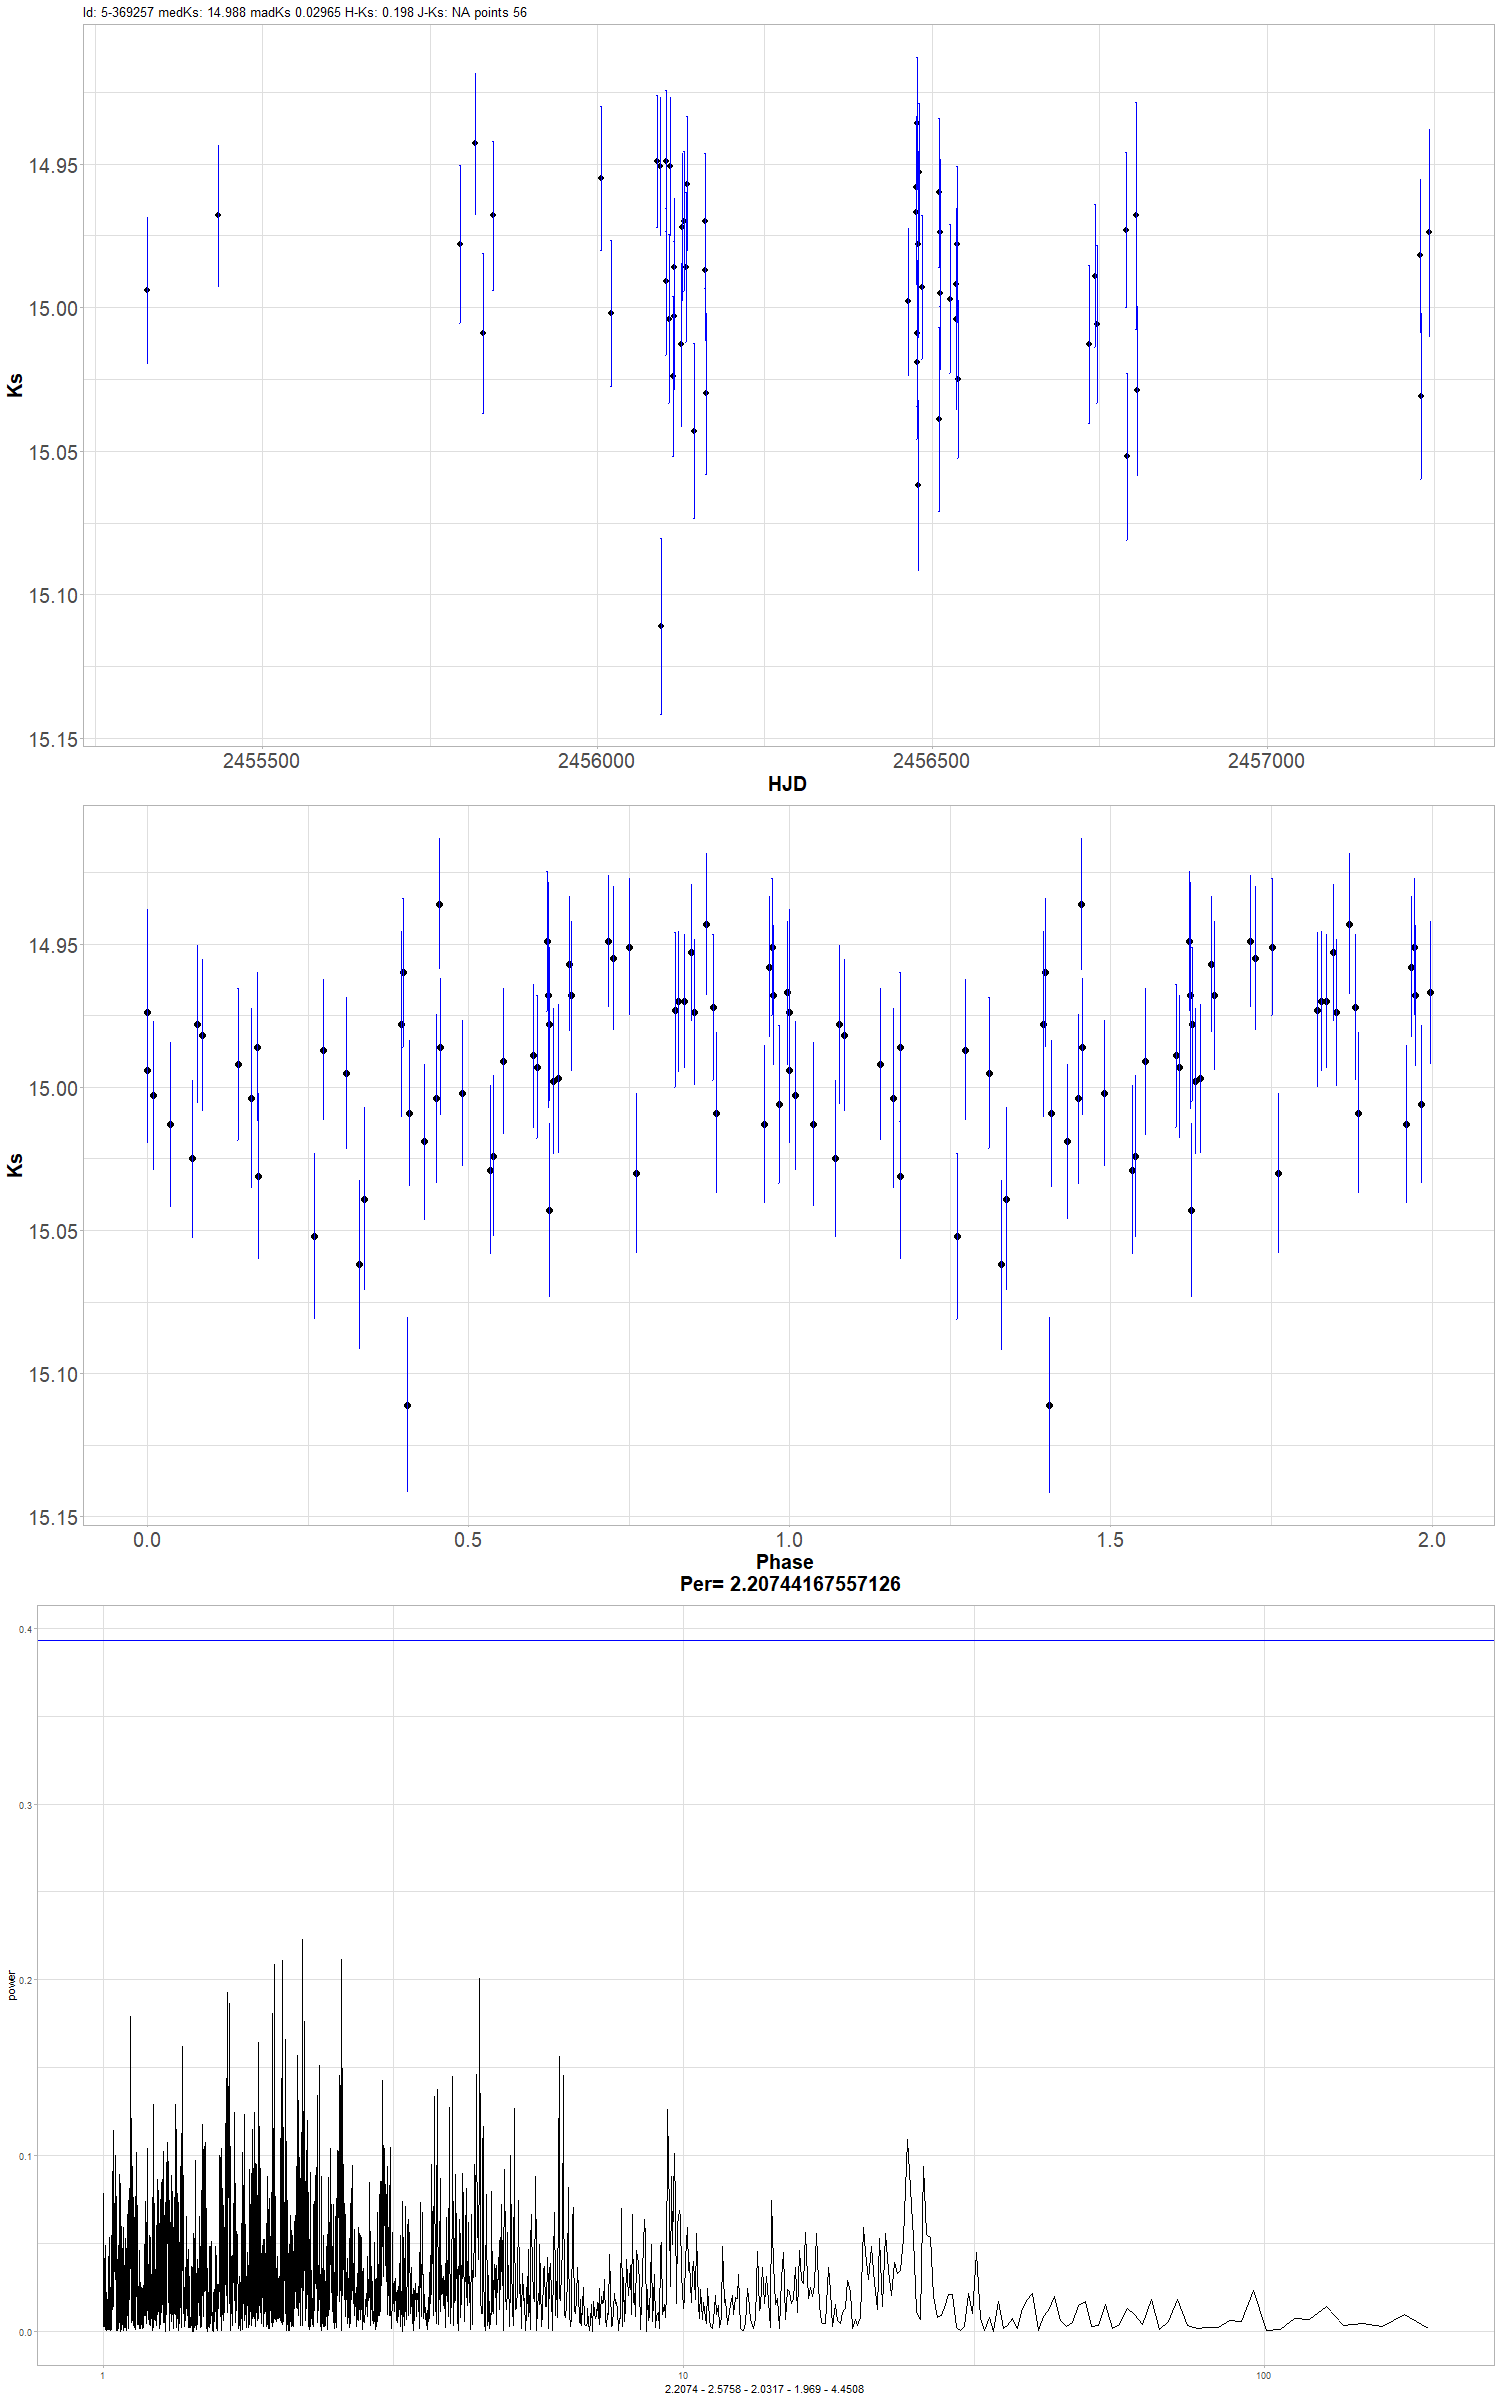 Id: 5-369257 medKs: 14.988 madKs 0.02965 H-Ks: 0.198 J-Ks: NA points 56
14.95
15.00
15.05
15.10
15.15
Ks
2455500 2456000 2456500 2457000
HJD
14.95
15.00
15.05
15.10
15.15
Ks
0.0 0.5 1.0 1.5 2.0
Phase
Per= 2.20744167557126
0.4
0.3
0.2
0.1
0.0
power
1 10 100
2.2074 - 2.5758 - 2.0317 - 1.969 - 4.4508